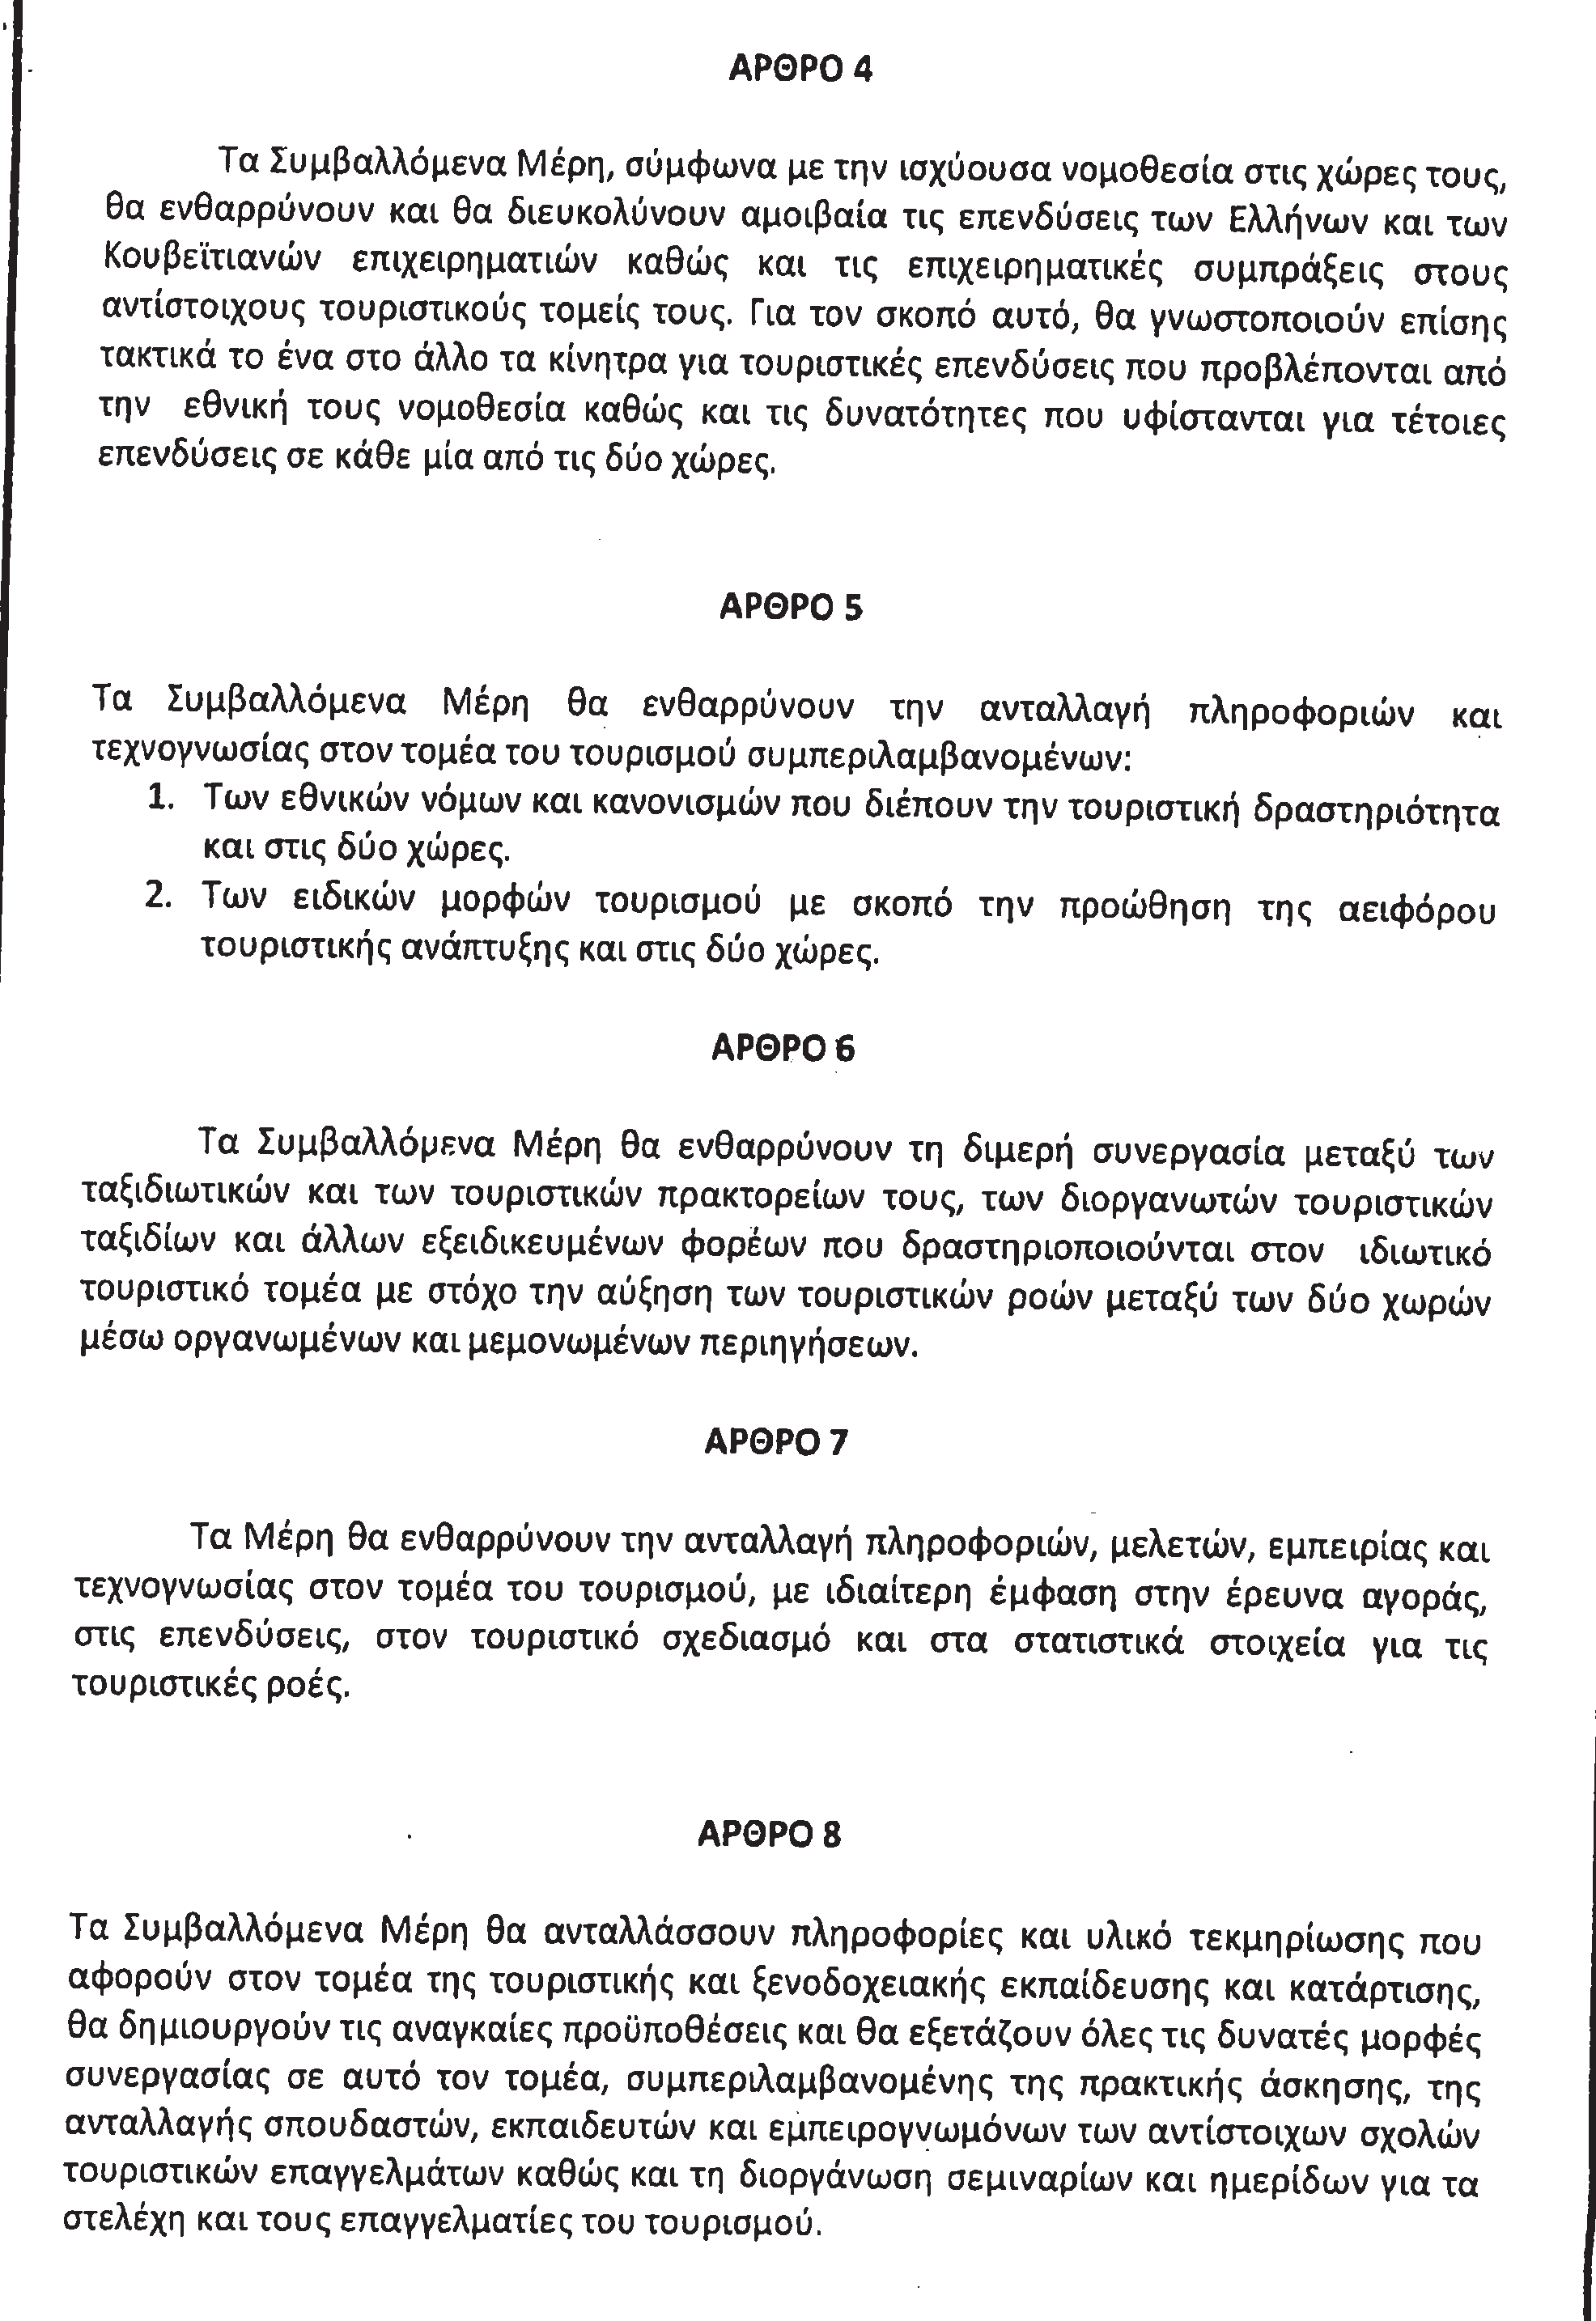 ΑΡΘΡΟ 4
Τα Συμβαλλόμενα Μέρη, σύμφωνα με την ισχύουσα νομοθεσία στις χώρες τους,
θα ενθαρρύνουν και θα διευκολύνουν αμοιβαία τις επενδύσεις των Ελλήνων και των
Κουβεϊτιανών επιχειρηματιών καθώς και τις επιχειρηματικές συμπράξεις στους
αντίστοιχους τουριστικούς τομείς τους. Για τον σκοπό αυτό, θα γνωστοποιούν επίσης
τακτικά το ένα στο άλλο τα κίνητρα για τουριστικές επενδύσεις που προβλέπονται από
την εθνική τους νομοθεσία καθώς και τις δυνατότητες που υφίστανται για τέτοιες
επενδύσεις σε κάθε μία από τις δύο χώρες.
ΑΡΘΡΟ 5
Τα Συμβαλλόμενα Μέρη θα ενθαρρύνουν την ανταλλαγή πληροφοριών και
τεχνογνωσίας στον τομέα του τουρισμού συμπεριλαμβανομένων:
1. Των εθνικών νόμων και κανονισμών που διέπουν την τουριστική δραστηριότητα
και στις δύο χώρες.
2. Των ειδικών μορφών τουρισμού με σκοπό την προώθηση της αειφόρου
τουριστικής ανάπτυξης και στις δύο χώρες.
ΑΡΘΡΟ 6
Τα Συμβαλλόμενα Μέρη θα ενθαρρύνουν τη διμερή συνεργασία μεταξύ των
ταξιδιωτικών και των τουριστικών πρακτορείων τους, των διοργανωτών τουριστικών
ταξιδίων και άλλων εξειδικευμένων φορέων που δραστηριοποιούνται στον ιδιωτικό
τουριστικό τομέα με στόχο την αύξηση των τουριστικών ροών μεταξύ των δύο χωρών
μέσω οργανωμένων και μεμονωμένων περιηγήσεων.
ΑΡΘΡΟ 7
Τα Μέρη θα ενθαρρύνουν την ανταλλαγή πληροφοριών, μελετών, εμπειρίας και
τεχνογνωσίας στον τομέα του τουρισμού, με ιδιαίτερη έμφαση στην έρευνα αγοράς,
στις επενδύσεις, στον τουριστικό σχεδιασμό και στα στατιστικά στοιχεία για τις
τουριστικές ροές.
ΑΡΘΡΟ 8
Τα Συμβαλλόμενα Μέρη θα ανταλλάσσουν πληροφορίες και υλικό τεκμηρίωσης που
αφορούν στον τομέα της τουριστικής και ξενοδοχειακής εκπαίδευσης και κατάρτισης,
θα δημιουργούν τις αναγκαίες προϋποθέσεις και θα εξετάζουν όλες τις δυνατές μορφές
συνεργασίας σε αυτό τον τομέα, συμπεριλαμβανομένης της πρακτικής άσκησης, της
ανταλλαγής σπουδαστών, εκπαιδευτών και εμπειρογνωμόνων των αντίστοιχων σχολών
τουριστικών επαγγελμάτων καθώς και τη διοργάνωση σεμιναρίων και ημερίδων για τα
στελέχη και τους επαγγελματίες του τουρισμού.